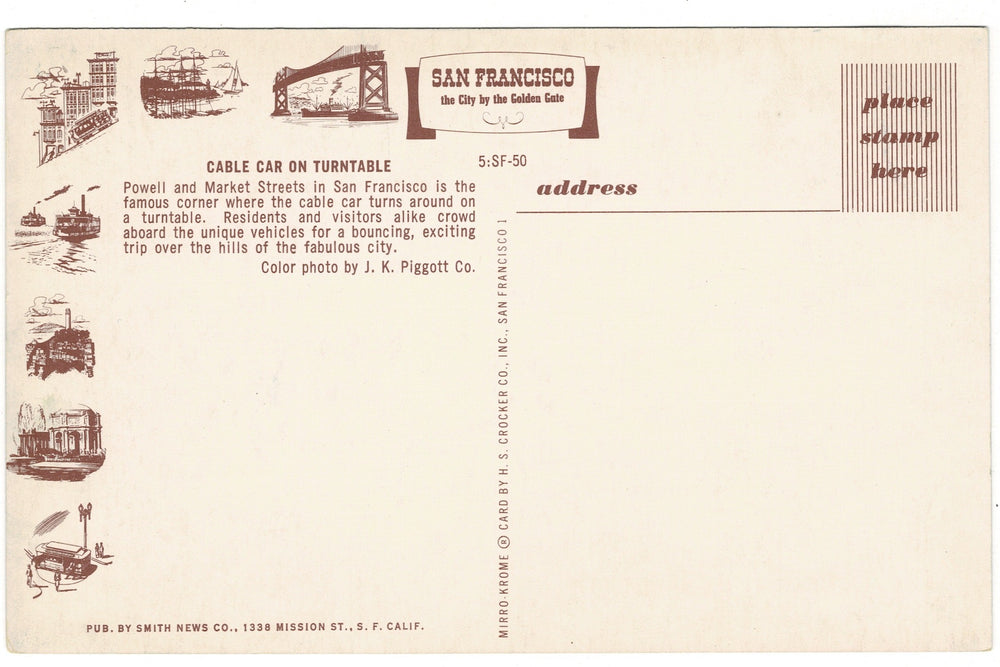 SAN FRANCISCO
the City by the Golden Gate
place
stamp
here
CABLE CAR ON TURNTABLE
5:SF-50
Powell and Market Streets in San Francisco is the
famous corner where the cable car turns around on
a turntable. Residents and visitors alike crowd
aboard the unique vehicles for a bouncing, exciting
trip over the hills of the fabulous city.
Color photo by J. K. Piggott Co.
address
MIRRO-KROME ® CARD BY H. S. CROCKER CO., INC., SAN FRANCISCO 1
PUB. BY SMITH NEWS CO., 1338 MISSION ST., S. F. CALIF.